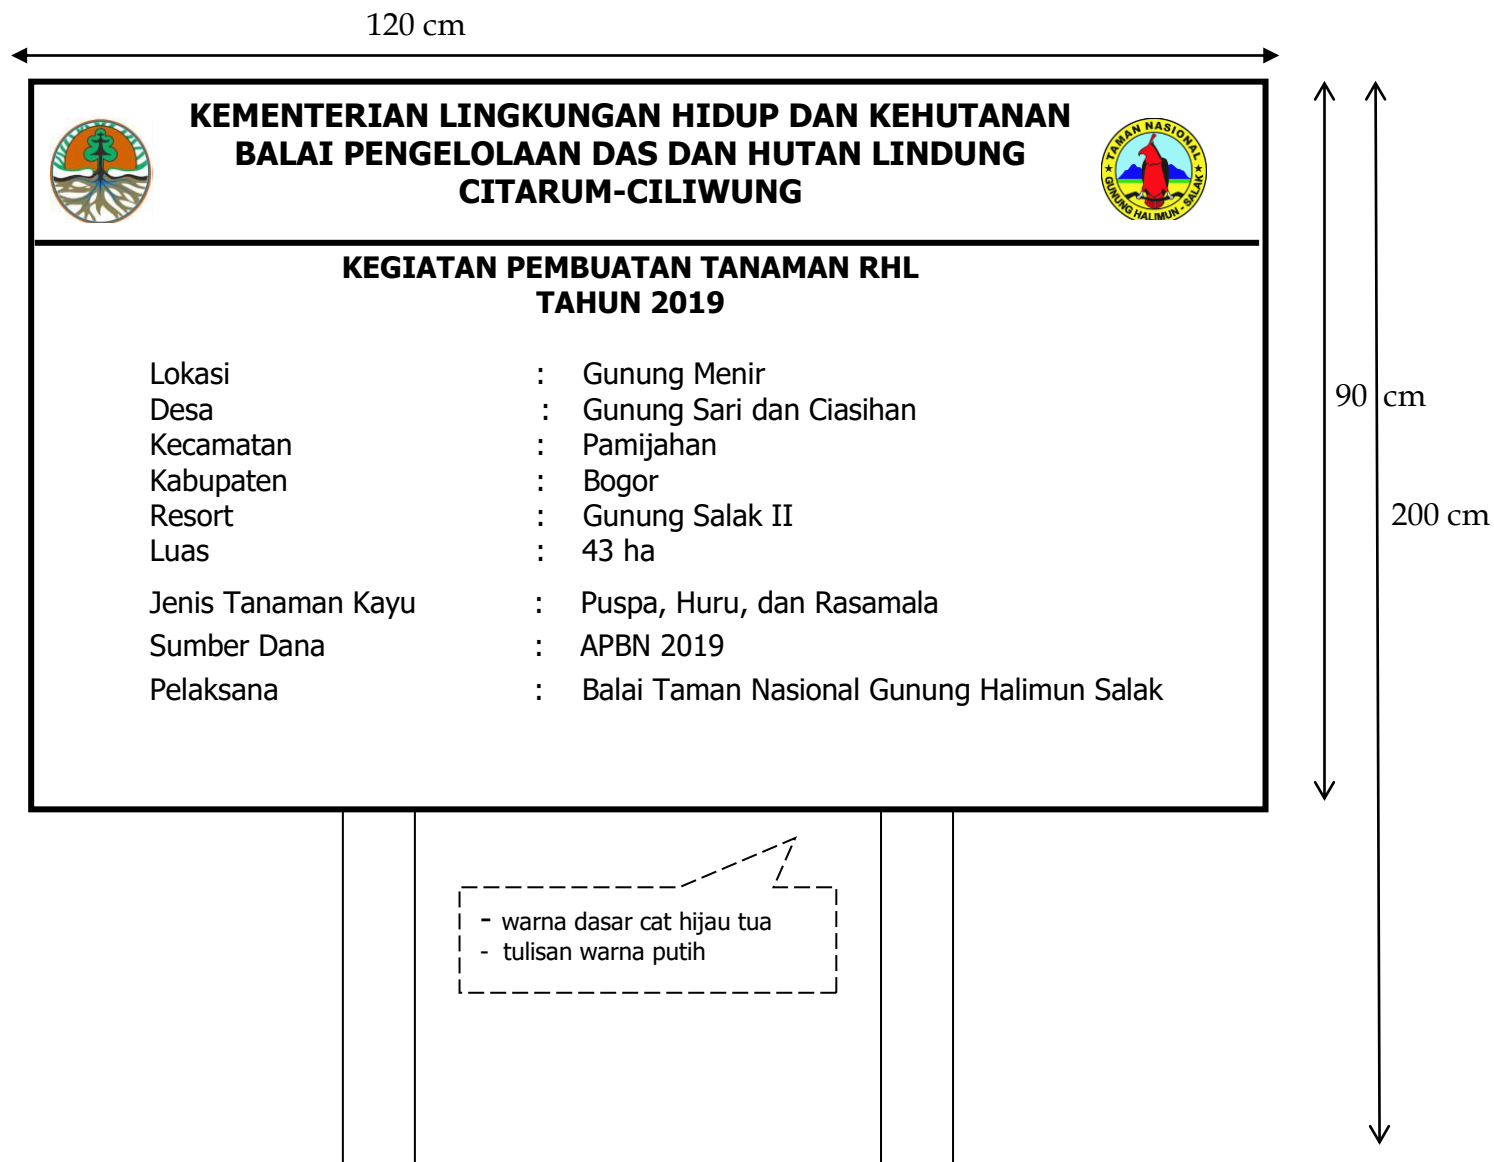 120 cm
KEMENTERIAN LINGKUNGAN HIDUP DAN KEHUTANAN
BALAI PENGELOLAAN DAS DAN HUTAN LINDUNG
CITARUM-CILIWUNG
TAMAN NASIONAL
GUNUNG HALIMUN - SALAK
KEGIATAN PEMBUATAN TANAMAN RHL
TAHUN 2019
Lokasi : Gunung Menir
Desa : Gunung Sari dan Ciasihan
Kecamatan : Pamijahan
Kabupaten : Bogor
Resort : Gunung Salak II
Luas : 43 ha
Jenis Tanaman Kayu : Puspa, Huru, dan Rasamala
Sumber Dana : APBN 2019
Pelaksana : Balai Taman Nasional Gunung Halimun Salak
90 cm
200 cm
- warna dasar cat hijau tua
- tulisan warna putih